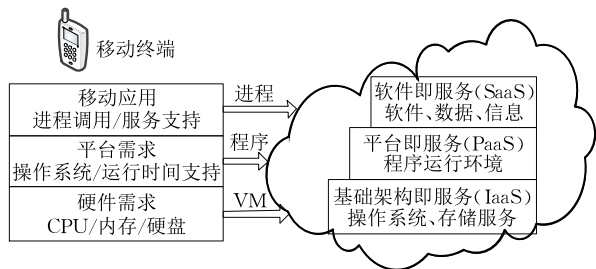 移动终端
移动应用
进程调用/服务支持
平台需求
操作系统/运行时间支持
硬件需求
CPU/内存/硬盘
进程
程序
VM
软件即服务(SaaS)
软件、数据、信息
平台即服务(PaaS)
程序运行环境
基础架构即服务(IaaS)
操作系统、存储服务